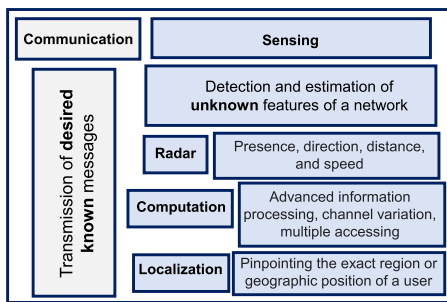 Communication
Sensing
Transmission of desired
known messages
Detection and estimation of
unknown features of a network
Radar
Presence, direction, distance,
and speed
Computation
Advanced information
processing, channel variation,
multiple accessing
Localization
Pinpointing the exact region or
geographic position of a user